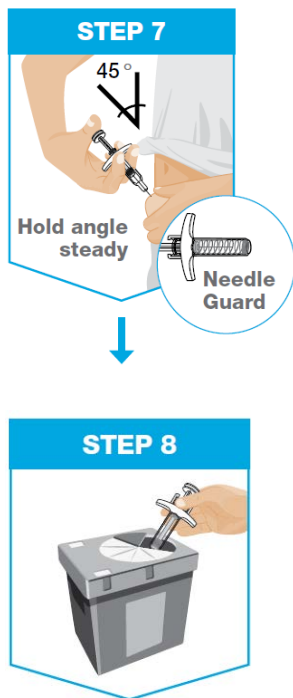 STEP 7
45°
Hold angle
steady
Needle
Guard
STEP 8